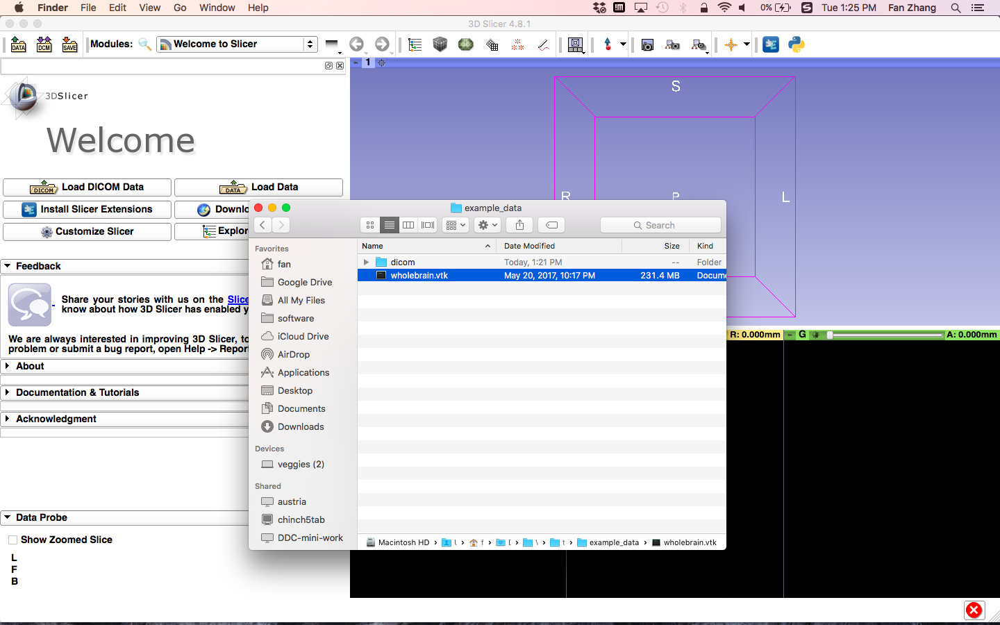 Finder File Edit View Go Window Help 0% Tue 1:25 PM Fan Zhang
3D Slicer 4.8.1
DATA DCM SAVE Modules: Welcome to Slicer
1
3DSlicer
Welcome
S
R P L
DICOM Load DICOM Data DATA Load Data
Install Slicer Extensions Downlo
Customize Slicer Explor
Feedback
Share your stories with us on the Slice
know about how 3D Slicer has enabled y
We are always interested in improving 3D Slicer, to
problem or submit a bug report, open Help -> Report
About
Documentation & Tutorials
Acknowledgment
Data Probe
Show Zoomed Slice
L
F
B
example_data
Search
Favorites
fan
Google Drive
All My Files
software
iCloud Drive
AirDrop
Applications
Desktop
Documents
Downloads
Devices
veggies (2)
Shared
austria
chinch5tab
DDC-mini-work
Name Date Modified Size Kind
dicom Today, 1:21 PM -- Folder
wholebrain.vtk May 20, 2017, 10:17 PM 231.4 MB Docume
Macintosh HD › › f › › › t › example_data › wholebrain.vtk
R: 0.000mm G A: 0.000mm